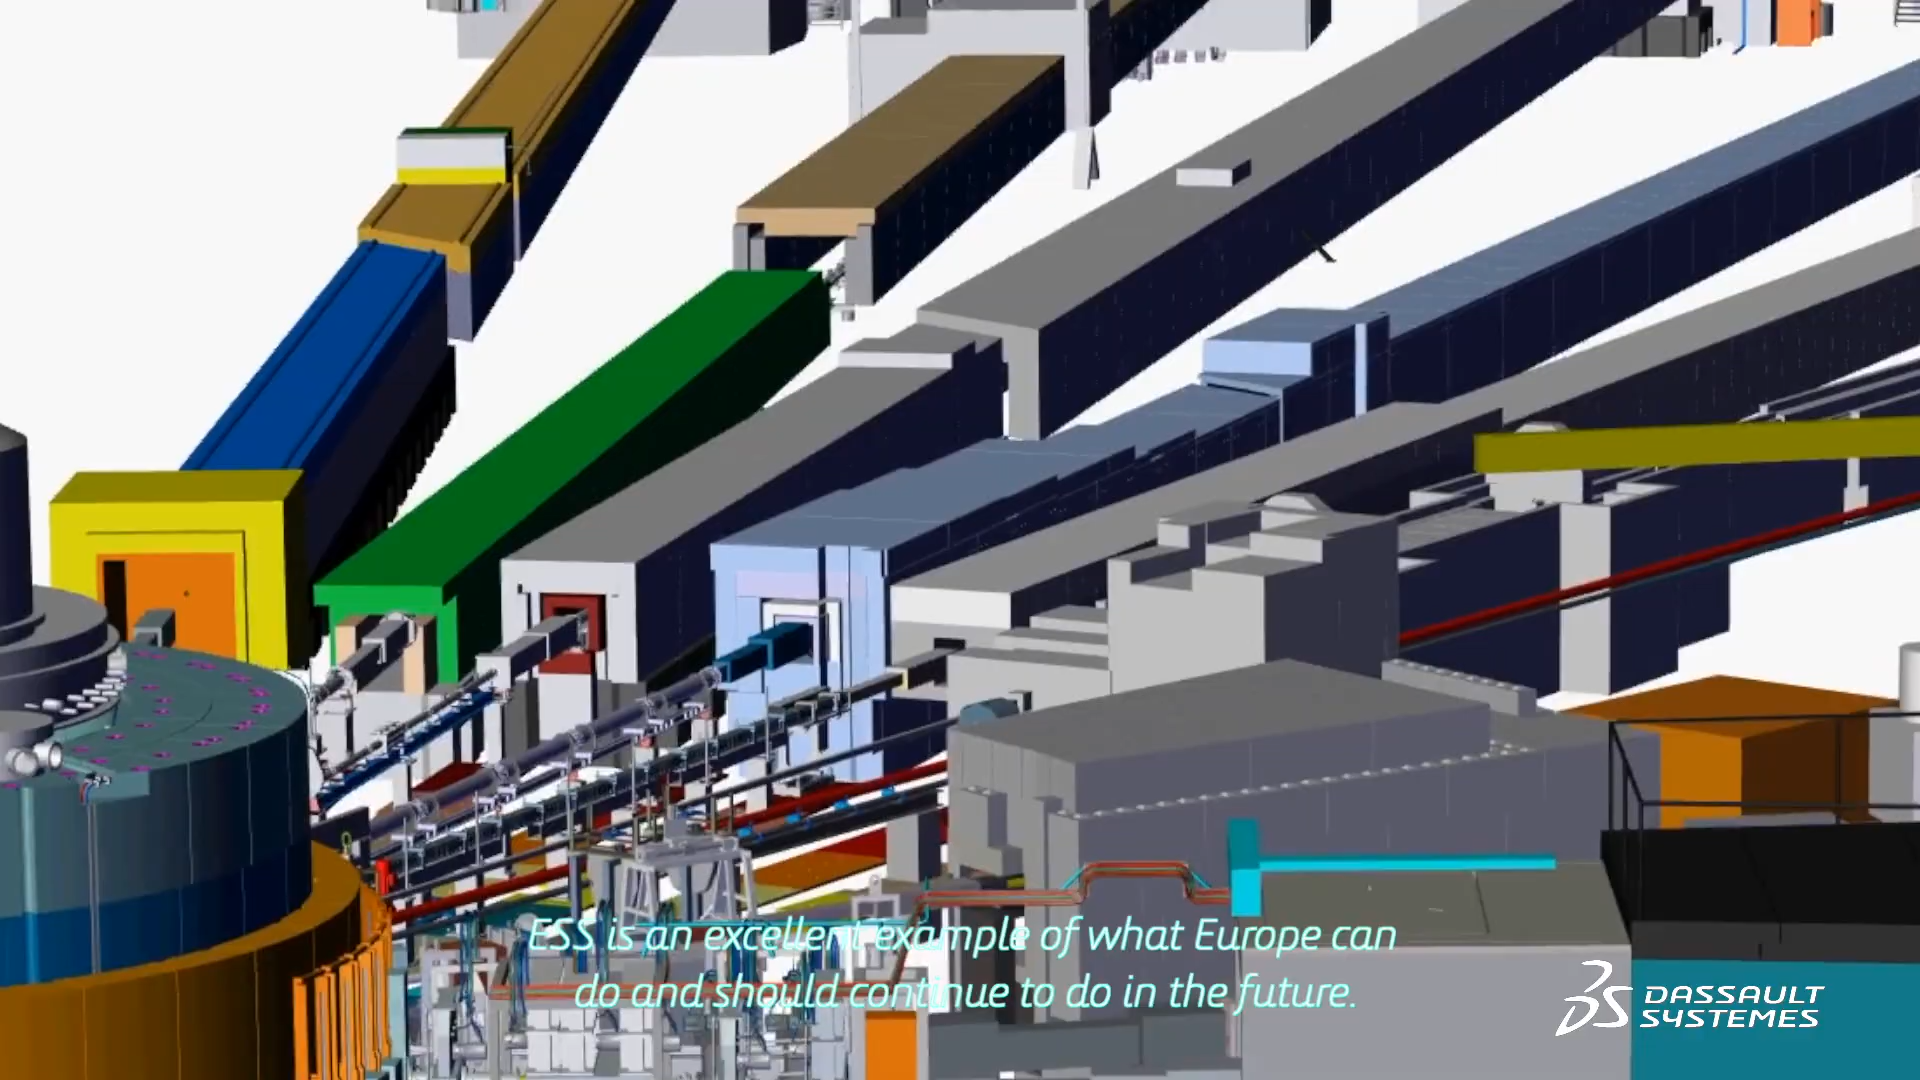 ESS is an excellent example of what Europe can
do and should continue to do in the future.
DASSAULT
SYSTEMES